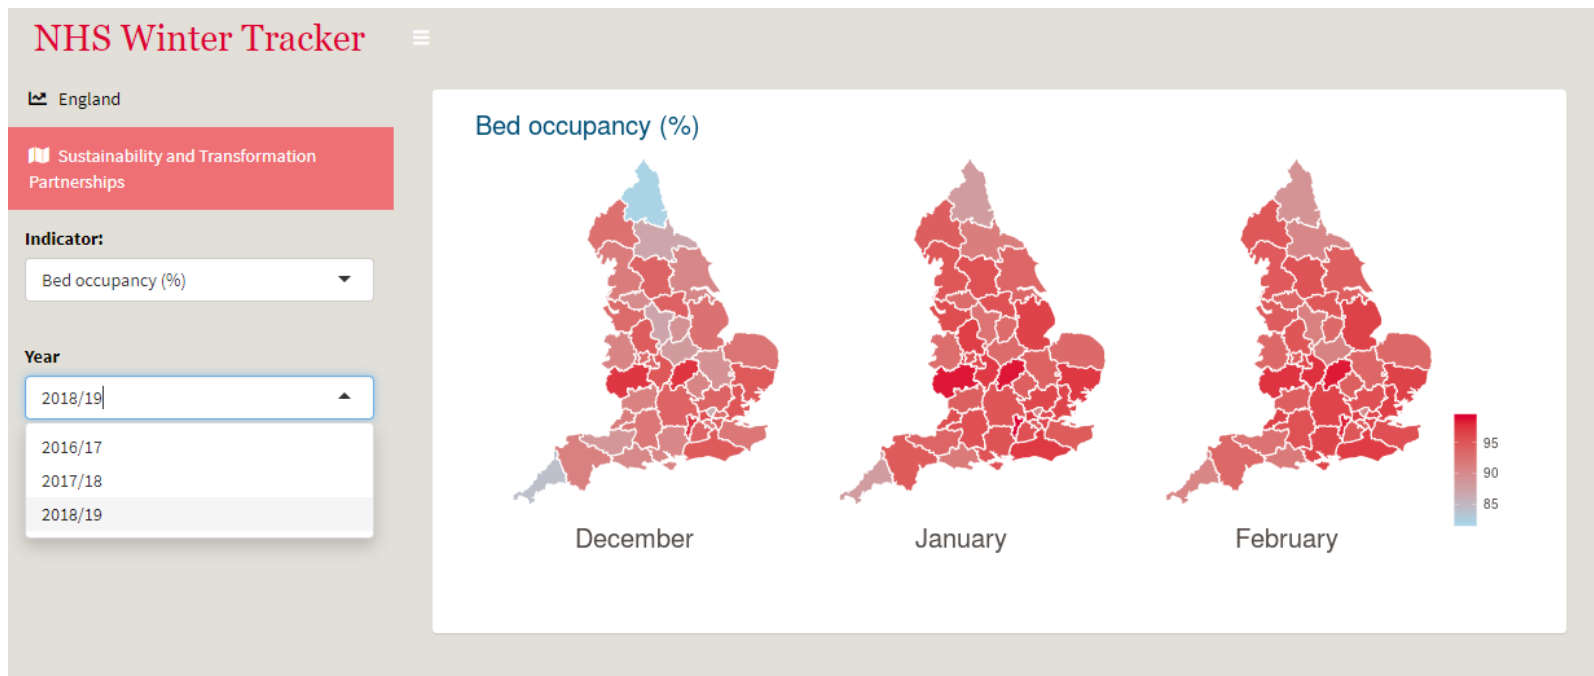 NHS Winter Tracker
England
Sustainability and Transformation
Partnerships
Indicator:
Bed occupancy (%)
Year
2018/19
2016/17
2017/18
2018/19
Bed occupancy (%)
December
January
February
95
90
85